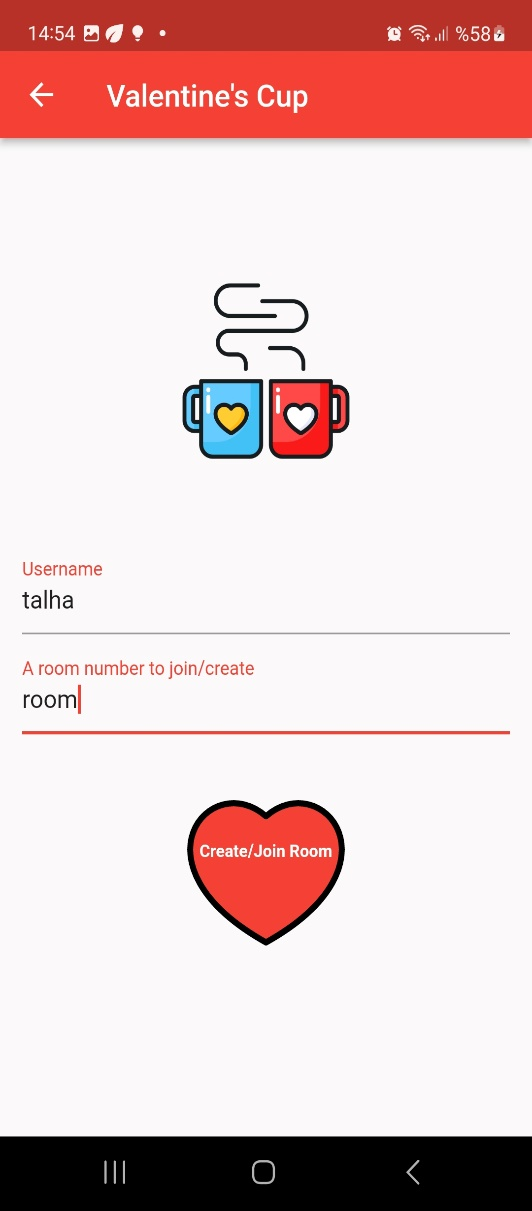 14:54 %58
Valentine's Cup
Username
talha
A room number to join/create
room
Create/Join Room